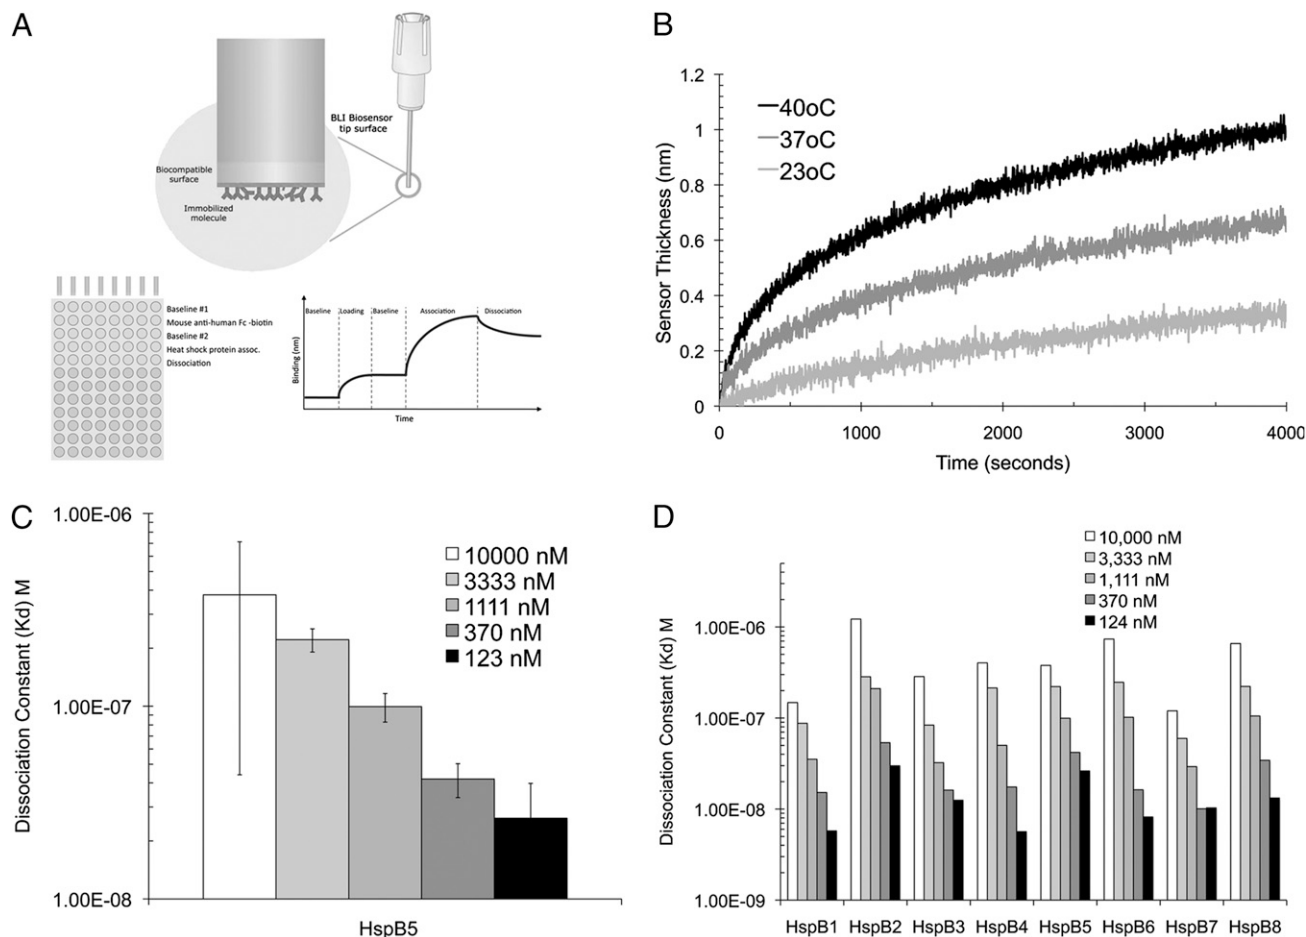 A
BLI Biosensor
tip surface
Biocompatible
surface
Immobilized
molecule
Baseline #1
Mouse anti-human Fc -biotin
Baseline #2
Heat shock protein assoc.
Dissociation
Baseline Loading Baseline Association Dissociation
Binding (nm)
Time
B
1.2
1
0.8
0.6
0.4
0.2
0
Sensor Thickness (nm)
40oC
37oC
23oC
0 1000 2000 3000 4000
Time (seconds)
C
1.00E-06
1.00E-07
1.00E-08
Dissociation Constant (Kd) M
10000 nM
3333 nM
1111 nM
370 nM
123 nM
HspB5
D
10,000 nM
3,333 nM
1,111 nM
370 nM
124 nM
1.00E-06
1.00E-07
1.00E-08
1.00E-09
Dissociation Constant (Kd) M
HspB1 HspB2 HspB3 HspB4 HspB5 HspB6 HspB7 HspB8